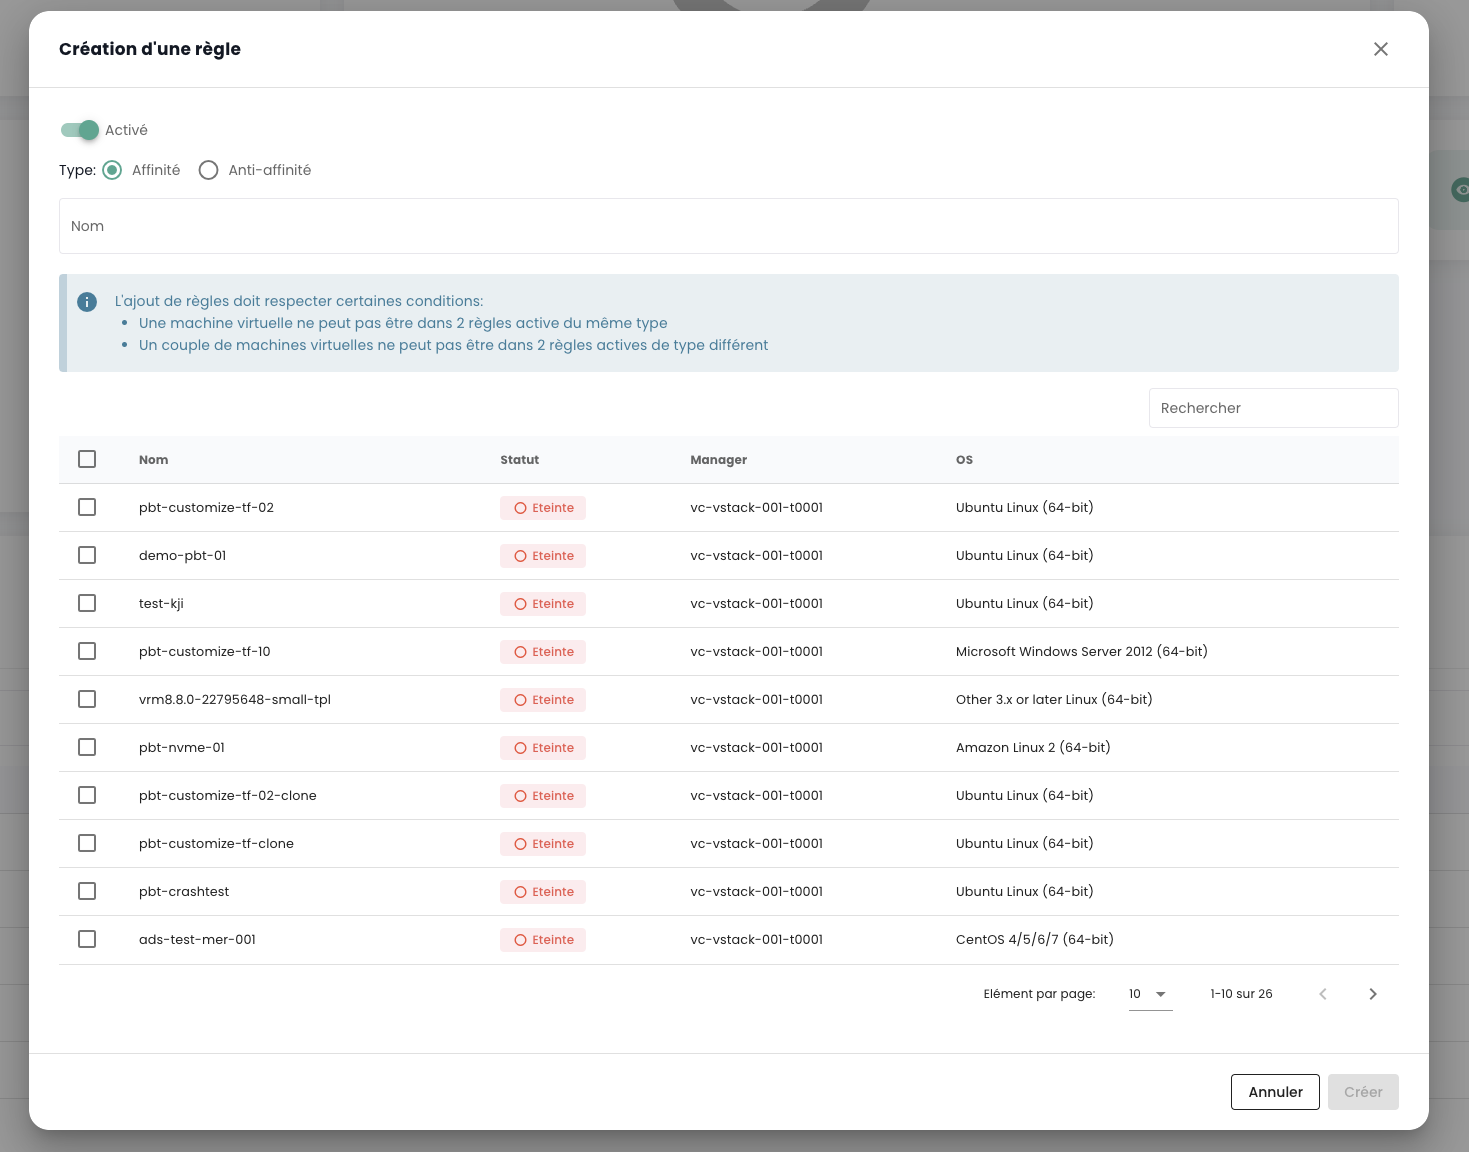 Création d'une règle
Activé
Type: Affinité Anti-affinité
Nom
L'ajout de règles doit respecter certaines conditions:
• Une machine virtuelle ne peut pas être dans 2 règles active du même type
• Un couple de machines virtuelles ne peut pas être dans 2 règles actives de type différent
Rechercher
Nom Statut Manager OS
pbt-customize-tf-02 Eteinte vc-vstack-001-t0001 Ubuntu Linux (64-bit)
demo-pbt-01 Eteinte vc-vstack-001-t0001 Ubuntu Linux (64-bit)
test-kji Eteinte vc-vstack-001-t0001 Ubuntu Linux (64-bit)
pbt-customize-tf-10 Eteinte vc-vstack-001-t0001 Microsoft Windows Server 2012 (64-bit)
vrm8.8.0-22795648-small-tpl Eteinte vc-vstack-001-t0001 Other 3.x or later Linux (64-bit)
pbt-nvme-01 Eteinte vc-vstack-001-t0001 Amazon Linux 2 (64-bit)
pbt-customize-tf-02-clone Eteinte vc-vstack-001-t0001 Ubuntu Linux (64-bit)
pbt-customize-tf-clone Eteinte vc-vstack-001-t0001 Ubuntu Linux (64-bit)
pbt-crashtest Eteinte vc-vstack-001-t0001 Ubuntu Linux (64-bit)
ads-test-mer-001 Eteinte vc-vstack-001-t0001 CentOS 4/5/6/7 (64-bit)
Elément par page: 10 1-10 sur 26
Annuler Créer